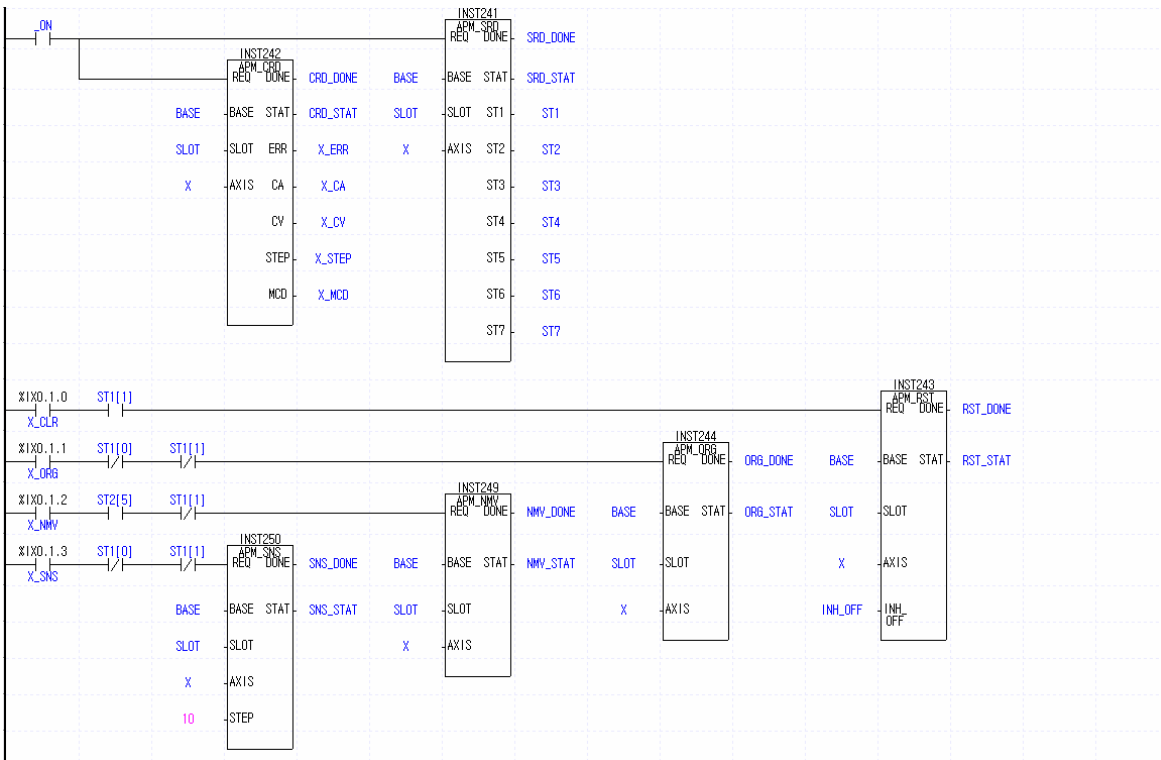 _ON
INST241
APM_SRD
REQ DONE SRD_DONE
INST242
APM_CRD
REQ DONE CRD_DONE BASE BASE STAT SRD_STAT
BASE BASE STAT CRD_STAT SLOT SLOT ST1 ST1
SLOT SLOT ERR X_ERR X AXIS ST2 ST2
X AXIS CA X_CA ST3 ST3
CV X_CV ST4 ST4
STEP X_STEP ST5 ST5
MCD X_MCD ST6 ST6
ST7 ST7
INST243
%IX0.1.0 ST1[1] APM_RST
REQ DONE RST_DONE
X_CLR
INST244
%IX0.1.1 ST1[0] ST1[1] APM_ORG
REQ DONE ORG_DONE BASE BASE STAT RST_STAT
X_ORG
INST249
%IX0.1.2 ST2[5] ST1[1] APM_NMV
REQ DONE NMV_DONE BASE BASE STAT ORG_STAT SLOT SLOT
X_NMV
INST250
%IX0.1.3 ST1[0] ST1[1] APM_SNS
REQ DONE SNS_DONE BASE BASE STAT NMV_STAT SLOT SLOT X AXIS
X_SNS
BASE BASE STAT SNS_STAT SLOT SLOT X AXIS INH_OFF INH_
OFF
SLOT SLOT X AXIS
X AXIS
10 STEP